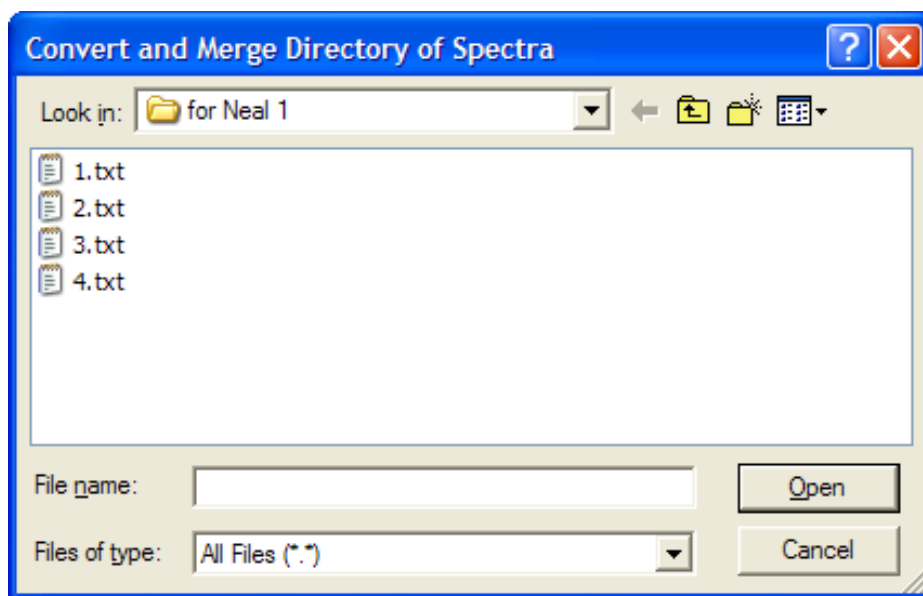 Convert and Merge Directory of Spectra
Look in: for Neal 1
1.txt
2.txt
3.txt
4.txt
File name: Open
Files of type: All Files (*.*) Cancel